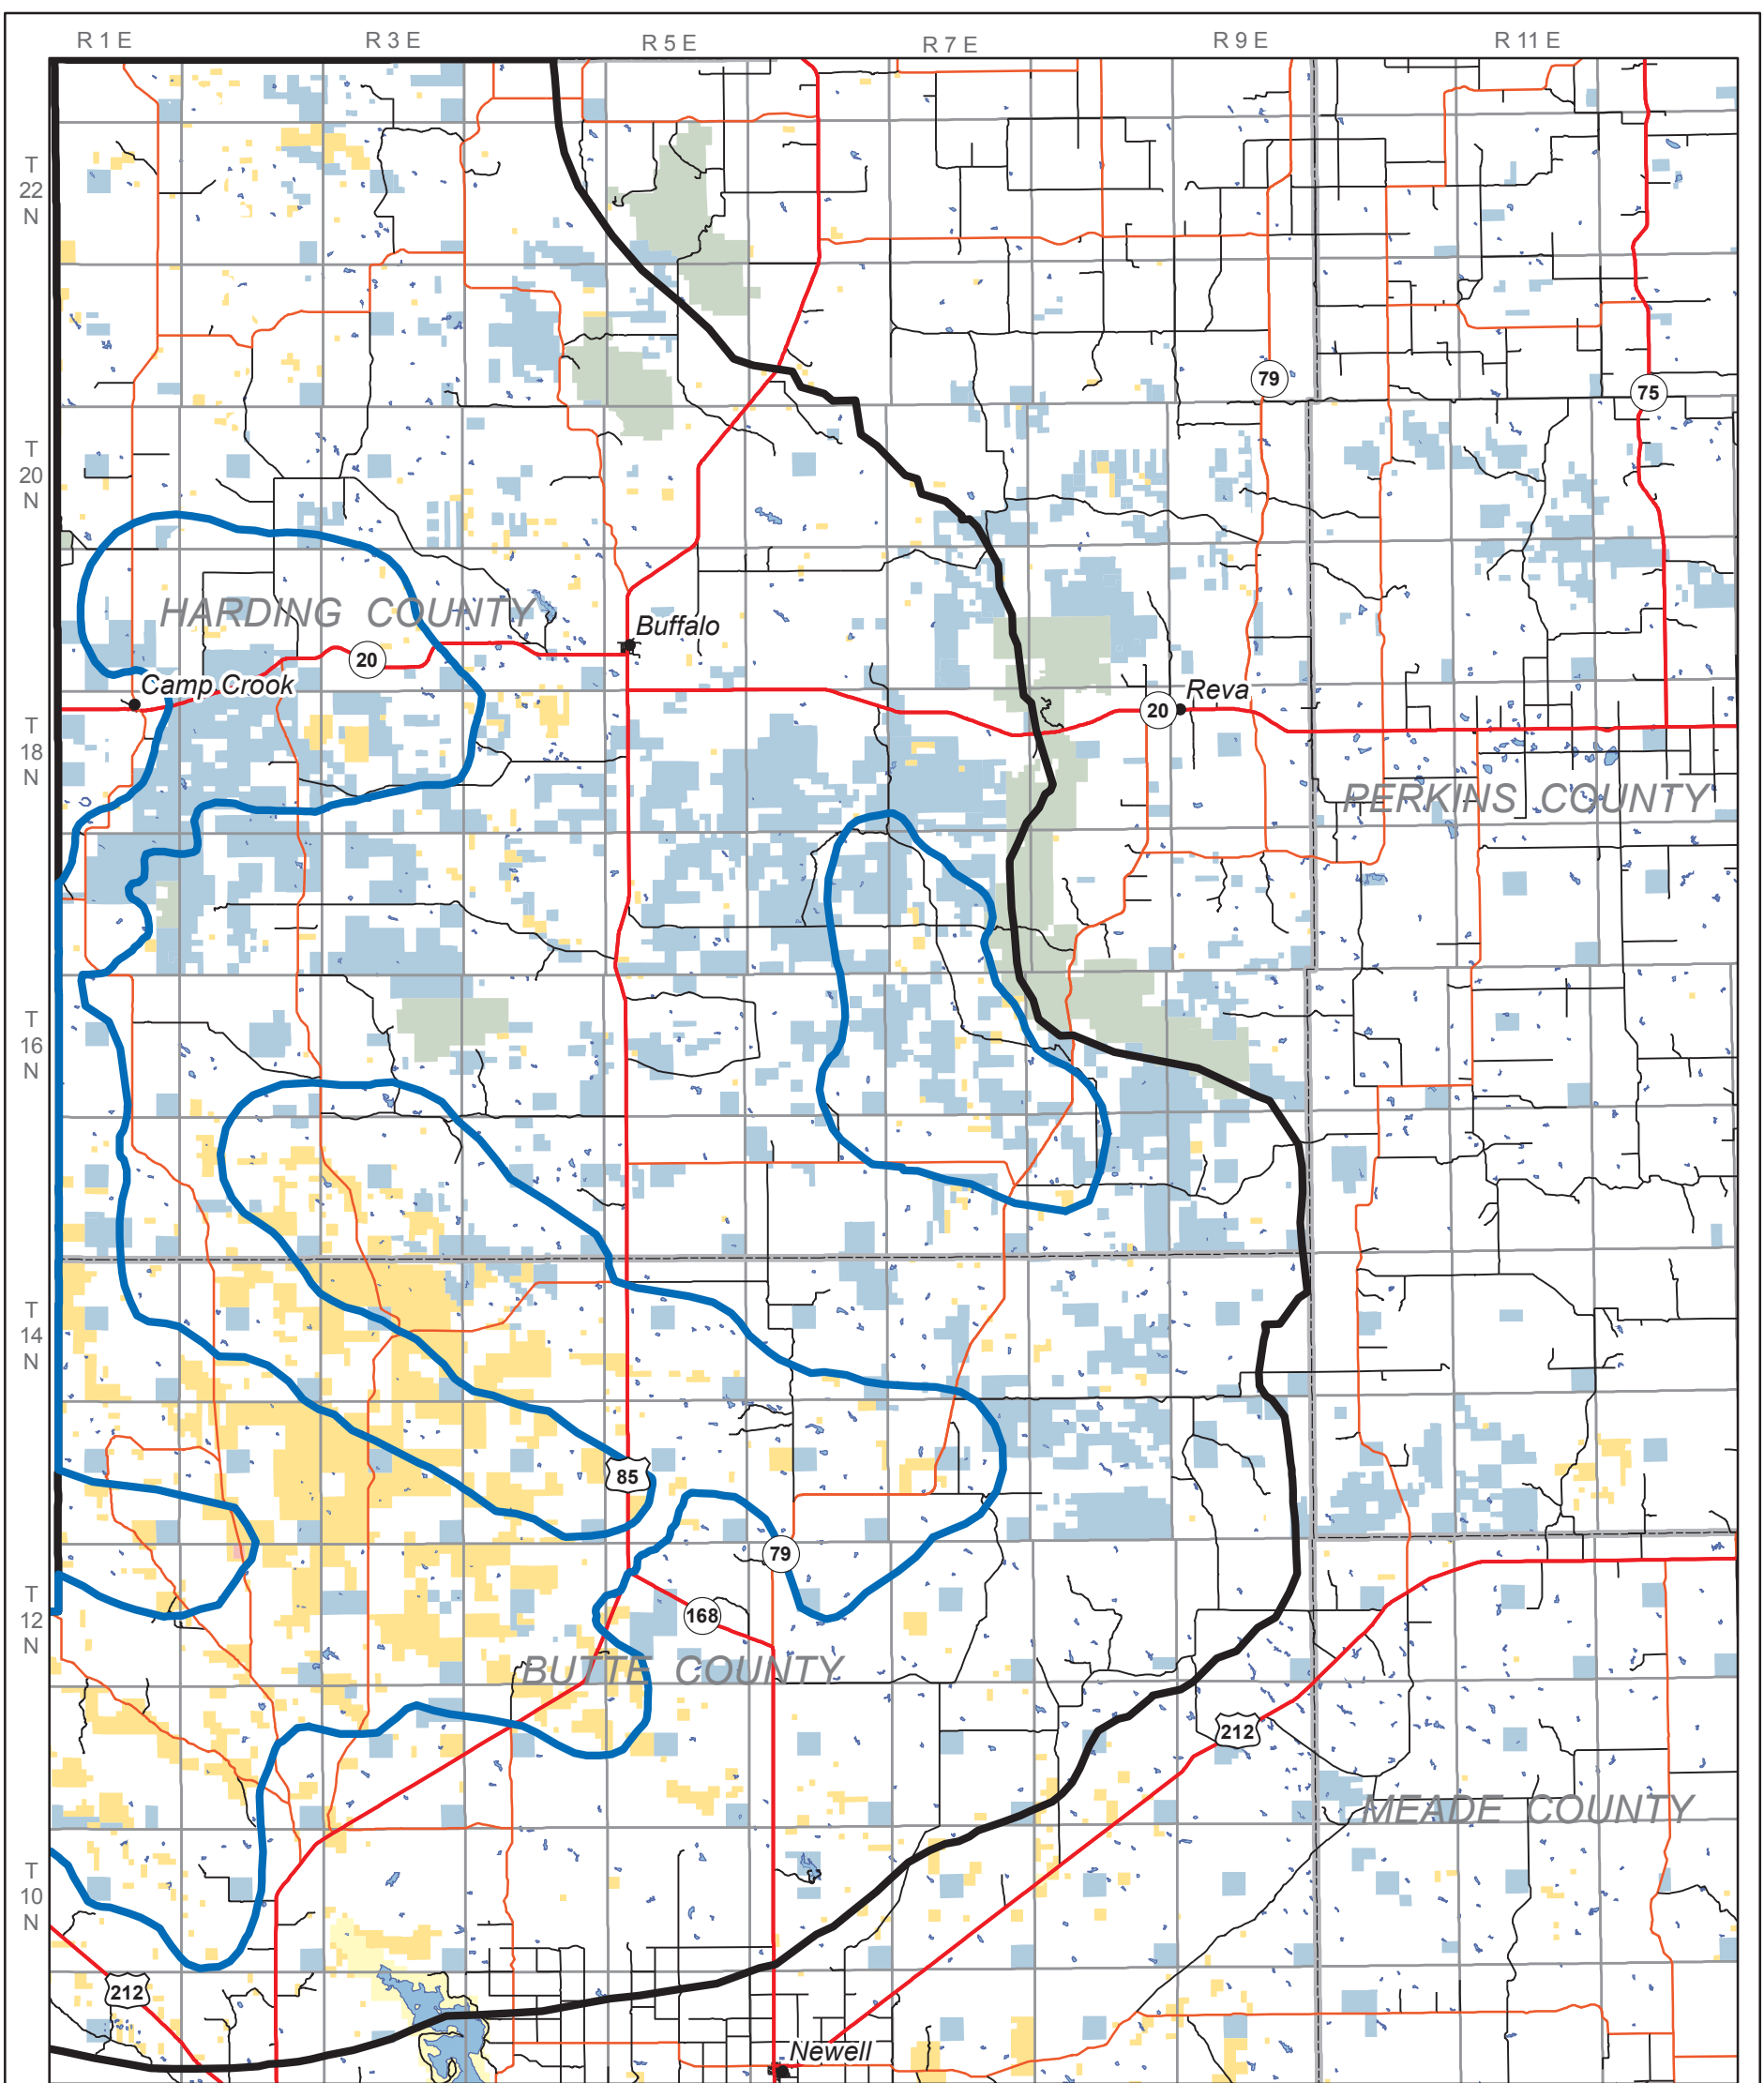 R 1 E
R 3 E
R 5 E
R 7 E
R 9 E
R 11 E
T
22
N
79
75
T
20
N
HARDING COUNTY
Buffalo
20
Camp Crook
Reva
20
T
18
N
PERKINS COUNTY
T
16
N
T
14
N
85
79
T
12
N
168
BUTTE COUNTY
212
MEADE COUNTY
T
10
N
212
Newell